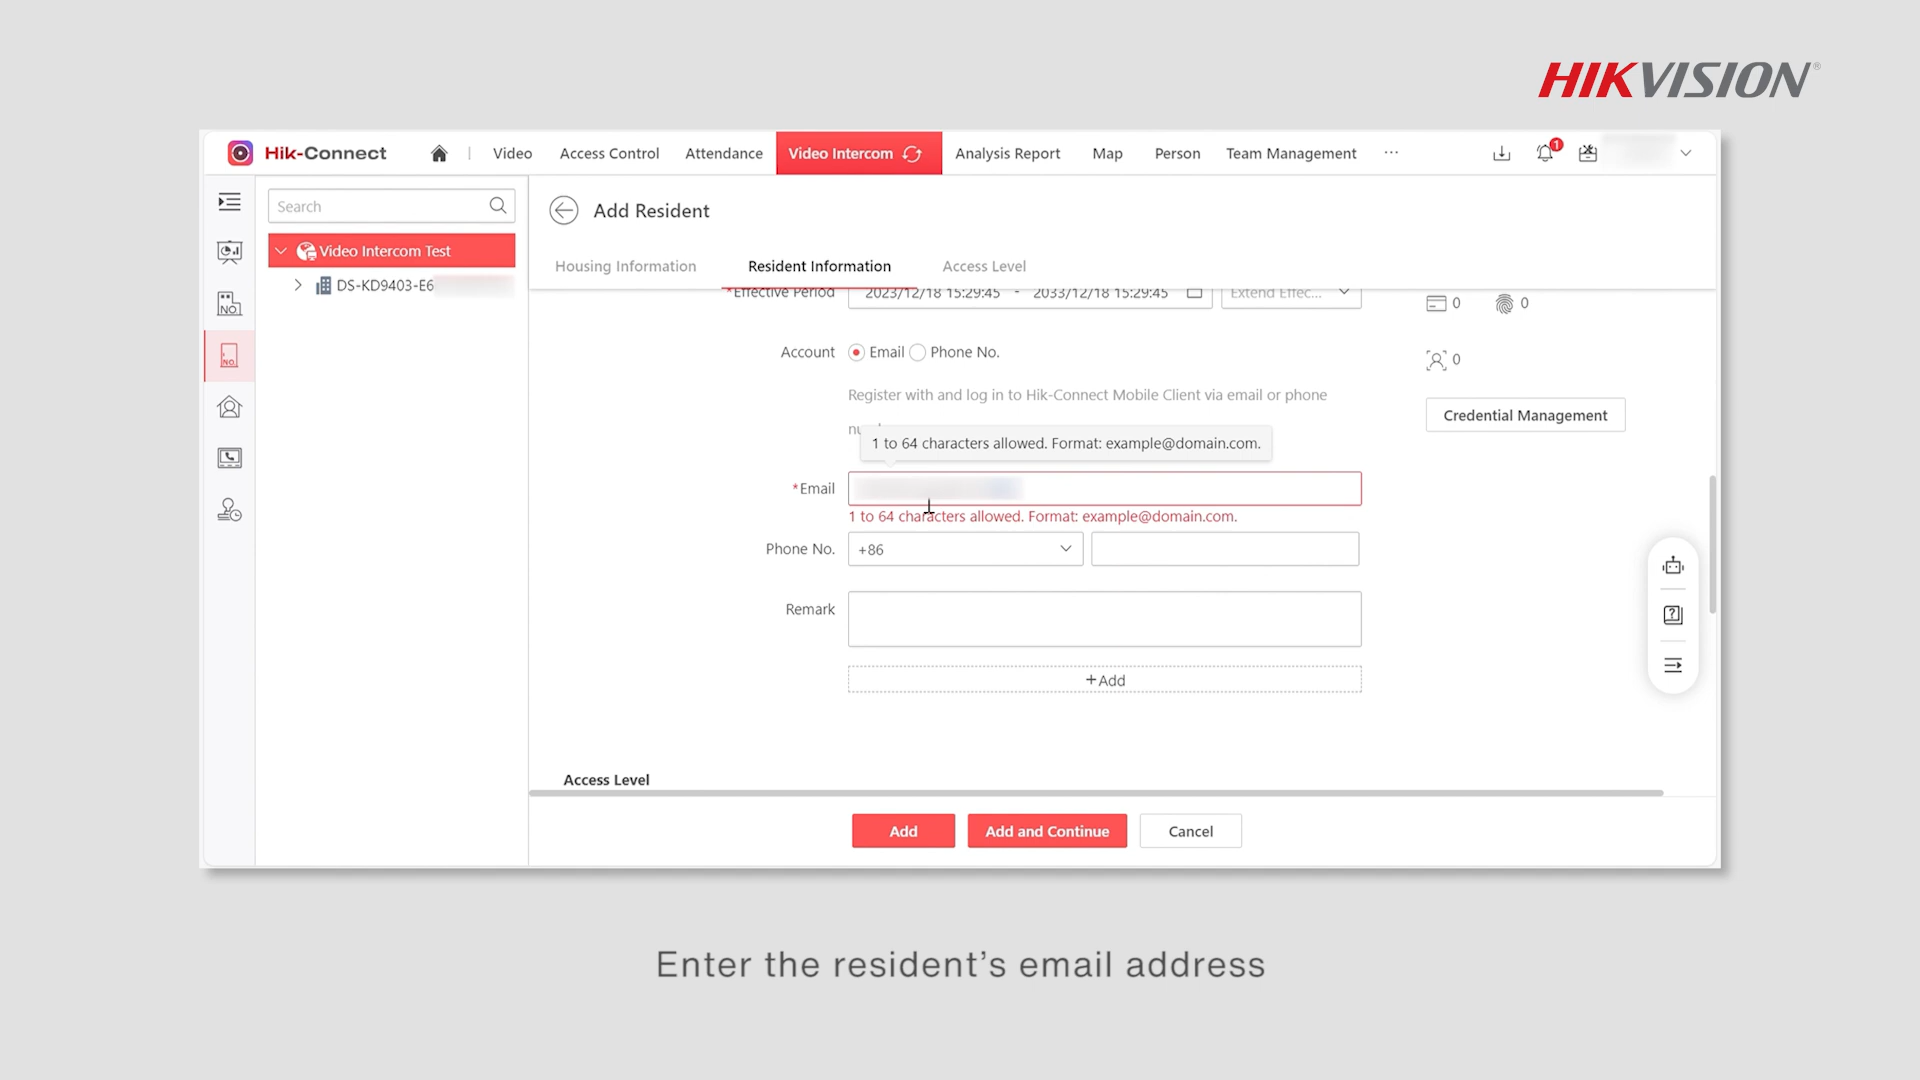 HIKVISION®
Hik-Connect
Video
Access Control
Attendance
Video Intercom
Analysis Report
Map
Person
Team Management
...
1
Search
Add Resident
Video Intercom Test
DS-KD9403-E6
NO.
NO.
Housing Information
Resident Information
Access Level
*Effective Period
2023/12/18 15:29:45 - 2033/12/18 15:29:45
Extend Effec...
0
0
Account
Email
Phone No.
0
Register with and log in to Hik-Connect Mobile Client via email or phone
Credential Management
1 to 64 characters allowed. Format: example@domain.com.
*Email
1 to 64 characters allowed. Format: example@domain.com.
Phone No.
+86
Remark
+Add
Access Level
Add
Add and Continue
Cancel
Enter the resident's email address